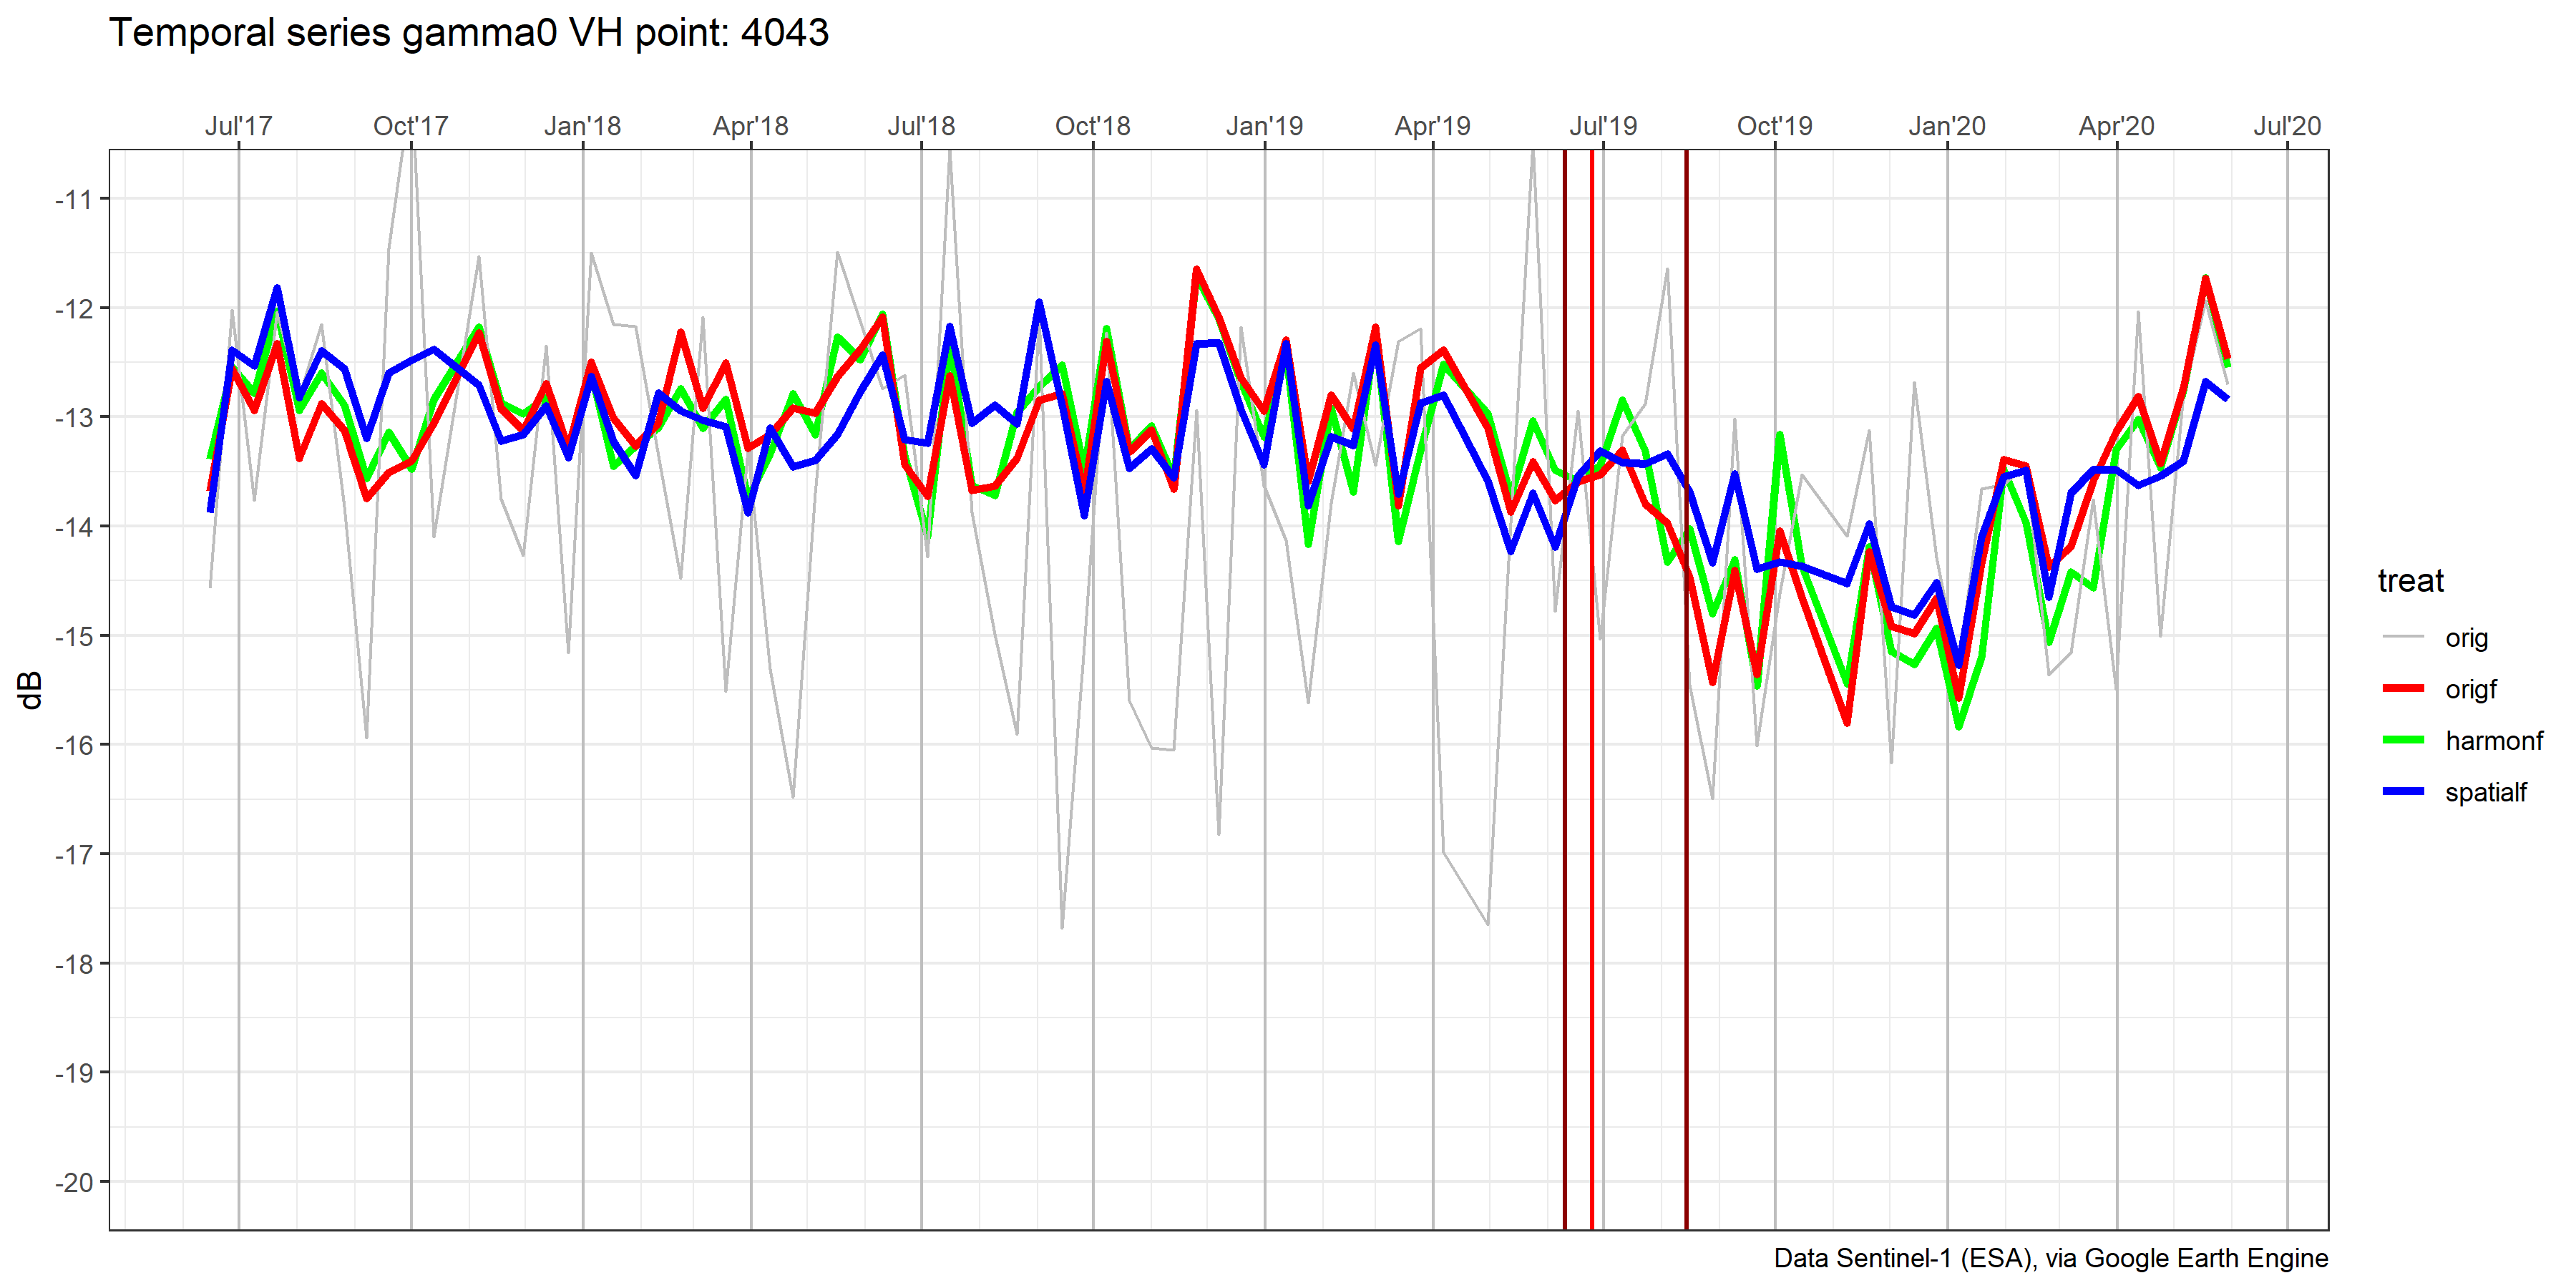 Temporal series gamma0 VH point: 4043
Jul'17 Oct'17 Jan'18 Apr'18 Jul'18 Oct'18 Jan'19 Apr'19 Jul'19 Oct'19 Jan'20 Apr'20 Jul'20
-11
-12
-13
-14
-15
-16
-17
-18
-19
-20
dB
treat
orig
origf
harmonf
spatialf
Data Sentinel-1 (ESA), via Google Earth Engine